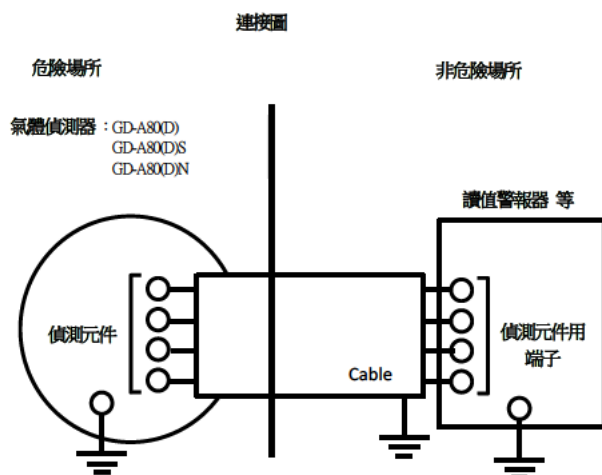 連接圖
危險場所
非危險場所
氣體偵測器：GD-A80(D)
GD-A80(D)S
GD-A80(D)N
讀值警報器 等
偵測元件
偵測元件用
端子
Cable